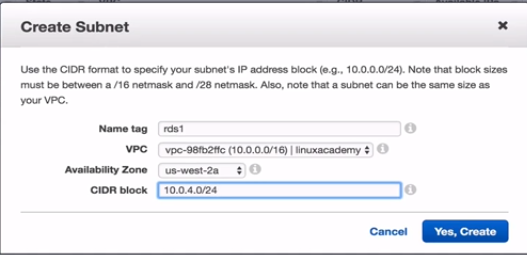 Create Subnet
Use the CIDR format to specify your subnet's IP address block (e.g., 10.0.0.0/24). Note that block sizes
must be between a /16 netmask and /28 netmask. Also, note that a subnet can be the same size as
your VPC.
Name tag rds1
VPC vpc-98fb2ffc (10.0.0.0/16) | linuxacademy
Availability Zone us-west-2a
CIDR block 10.0.4.0/24
Cancel Yes, Create